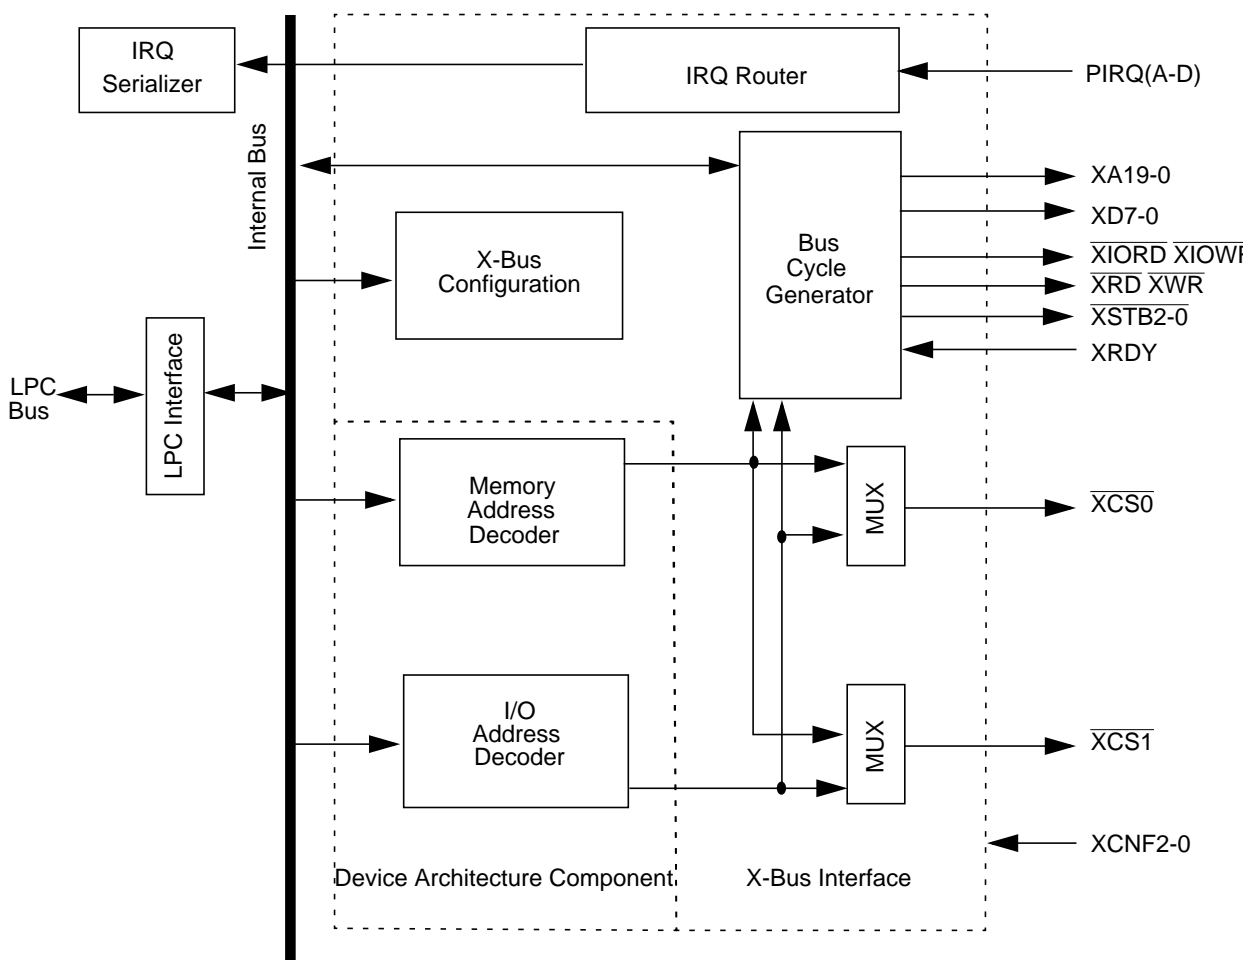 IRQ
Serializer
IRQ Router
PIRQ(A-D)
Internal Bus
XA19-0
XD7-0
X-Bus
Configuration
Bus
Cycle
Generator
XIORD XIOWR
XRD XWR
XSTB2-0
XRDY
LPC
Bus
LPC Interface
Memory
Address
Decoder
MUX
XCS0
I/O
Address
Decoder
MUX
XCS1
XCNF2-0
Device Architecture Component
X-Bus Interface